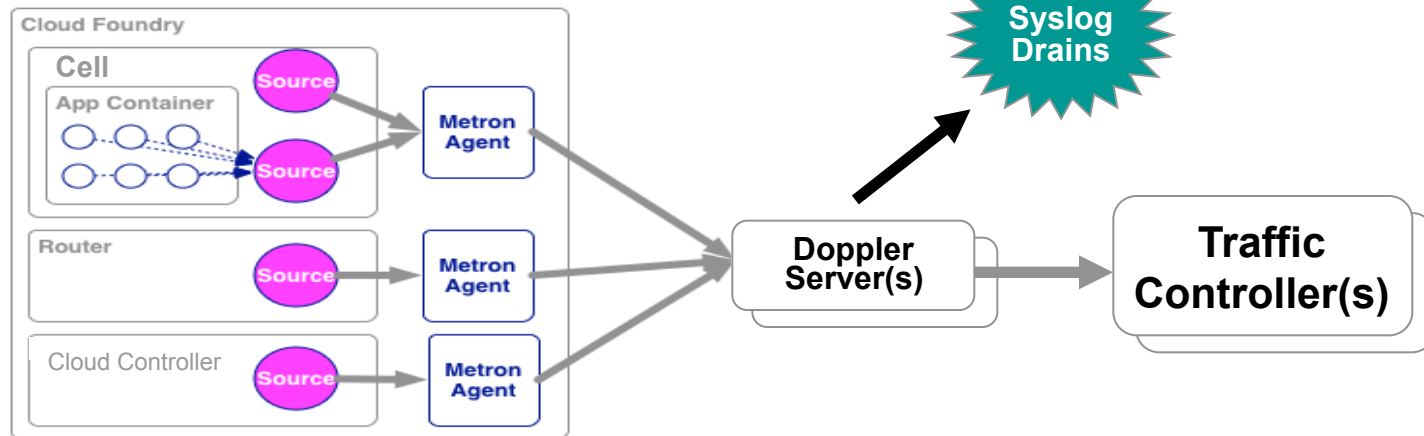 Cloud Foundry
Cell
App Container
Source
Source
Metron
Agent
Router
Source
Metron
Agent
Cloud Controller
Source
Metron
Agent
Syslog
Drains
Doppler
Server(s)
Traffic
Controller(s)